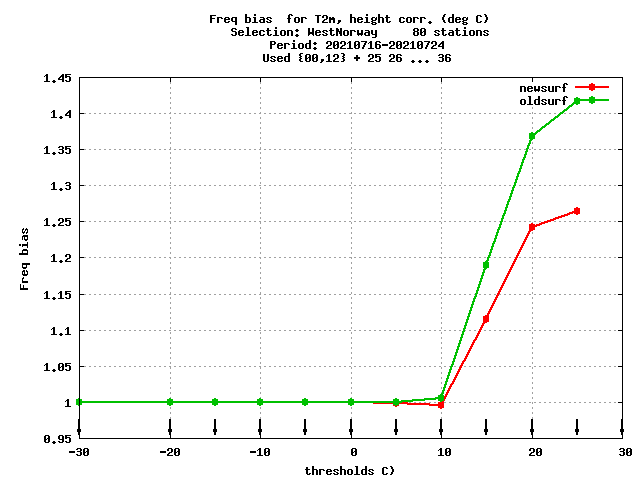 Freq bias  for T2m, height corr. (deg C)
Selection: WestNorway     80 stations
Period: 20210716-20210724
Used {00,12} + 25 26 ... 36
newsurf
oldsurf
1.45
1.4
1.35
1.3
1.25
1.2
1.15
1.1
1.05
1
0.95
Freq bias
-30
-20
-10
0
10
20
30
thresholds C)